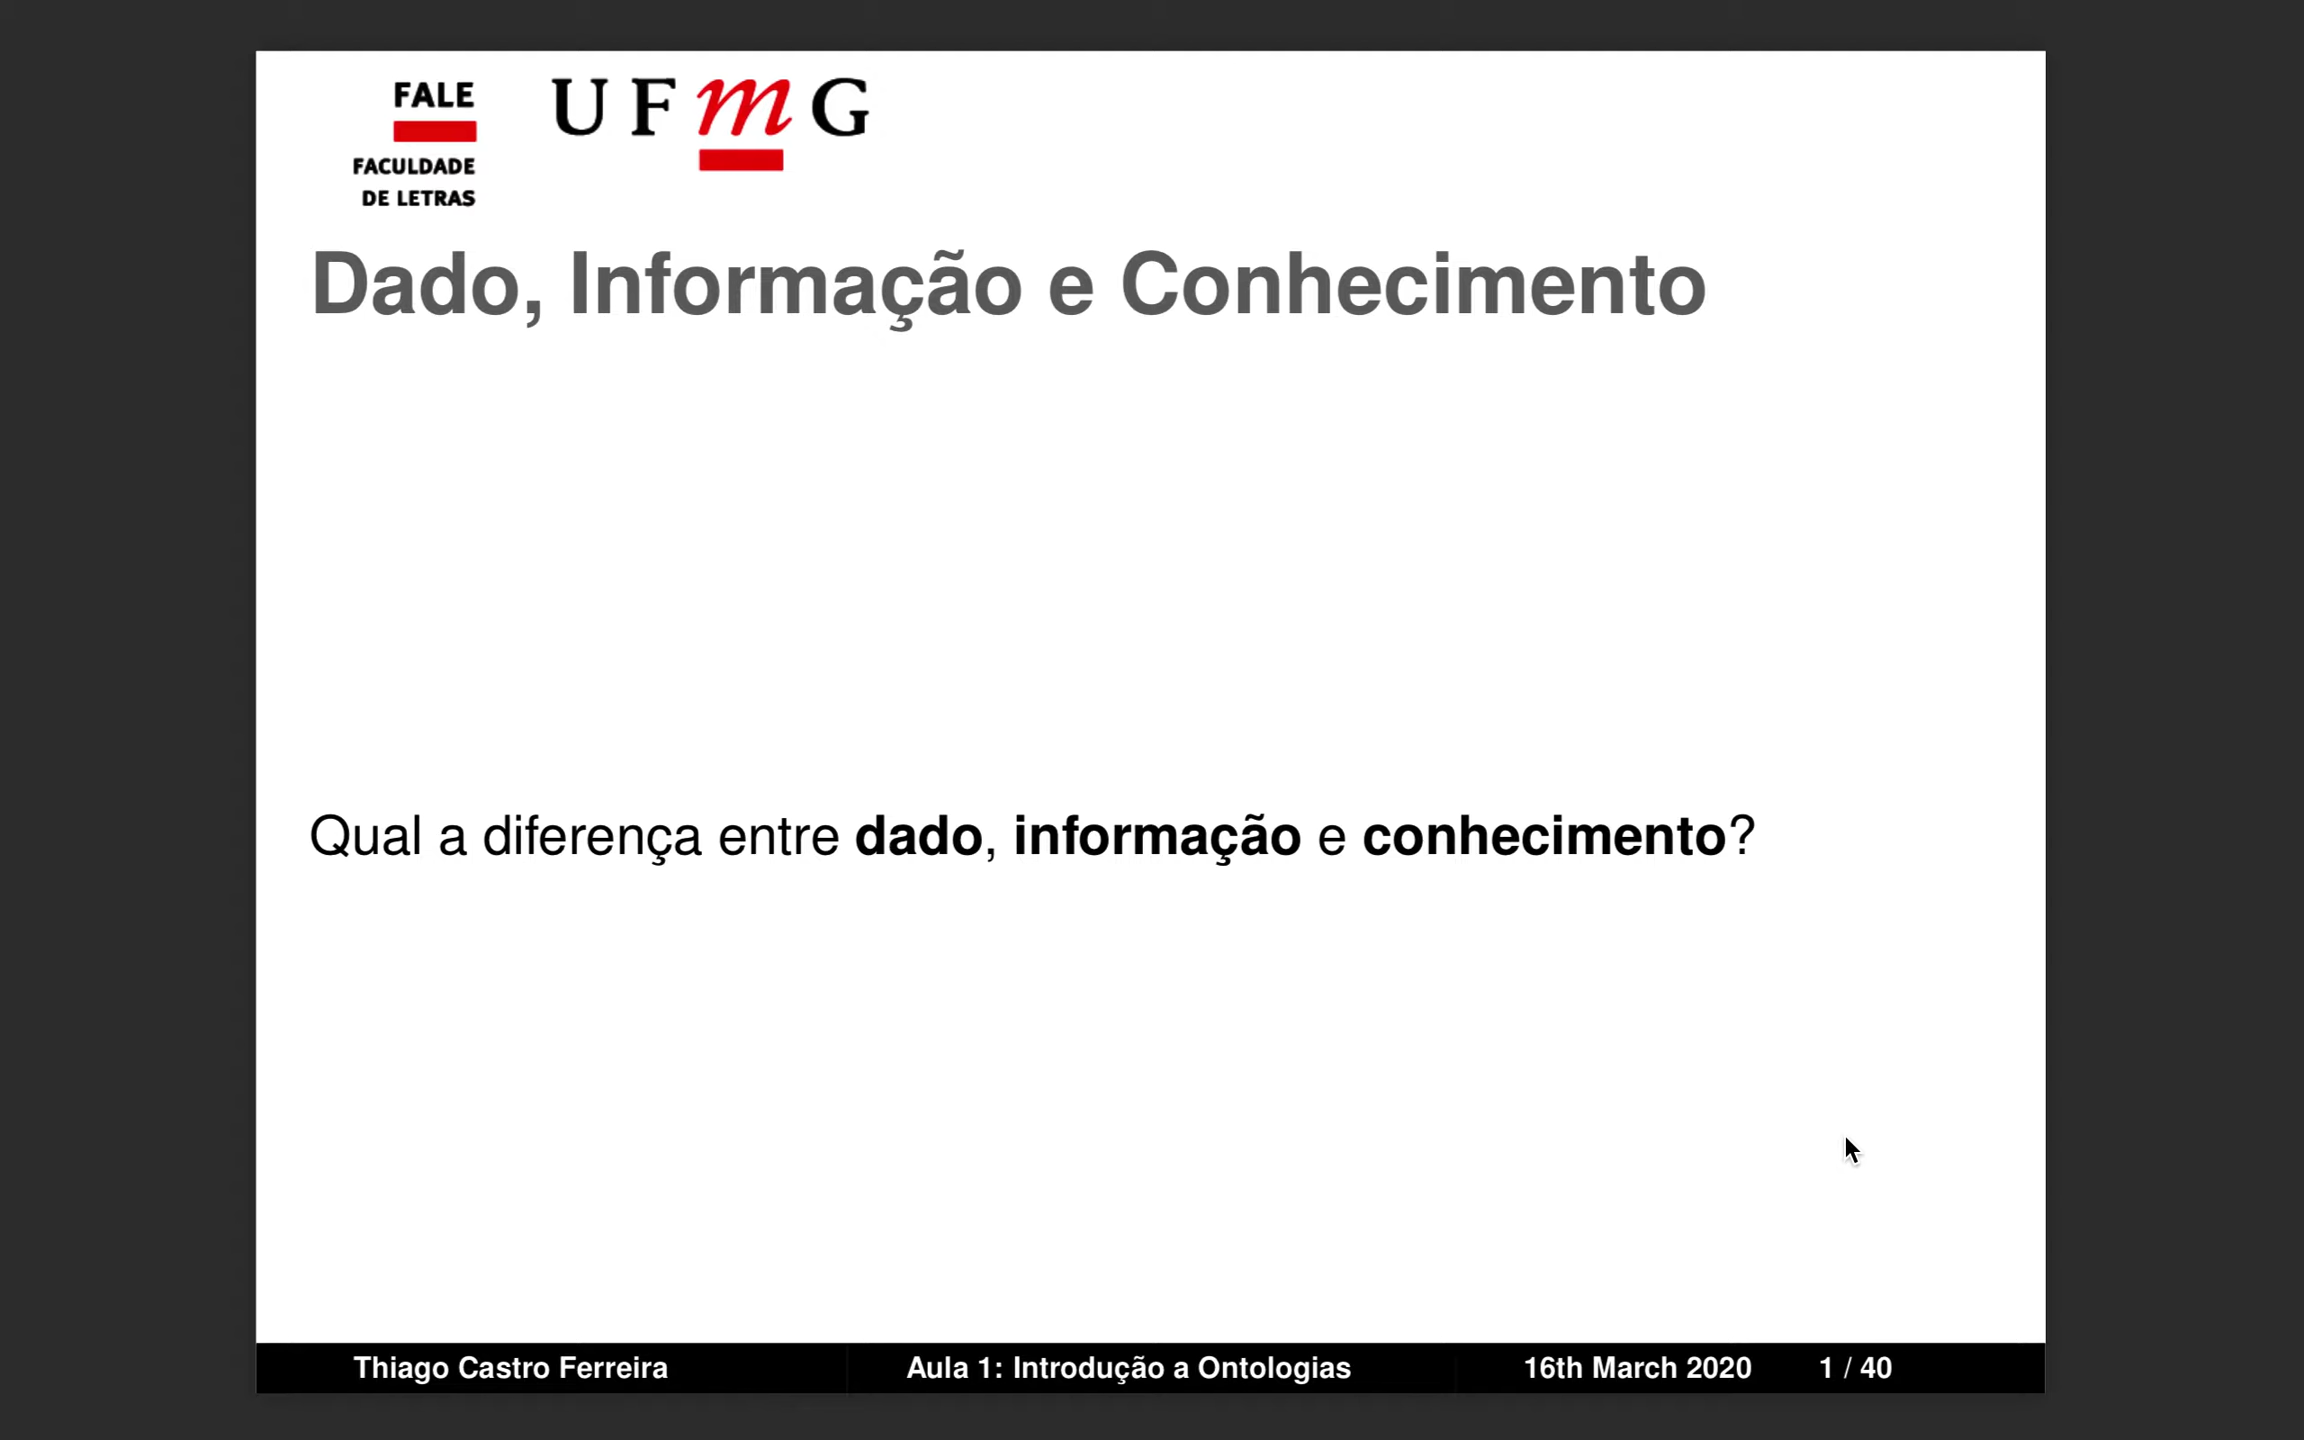 FALE
FACULDADE
DE LETRAS
UFmG
Dado, Informação e Conhecimento
Qual a diferença entre dado, informação e conhecimento?
Thiago Castro Ferreira
Aula 1: Introdução a Ontologias
16th March 2020
1 / 40